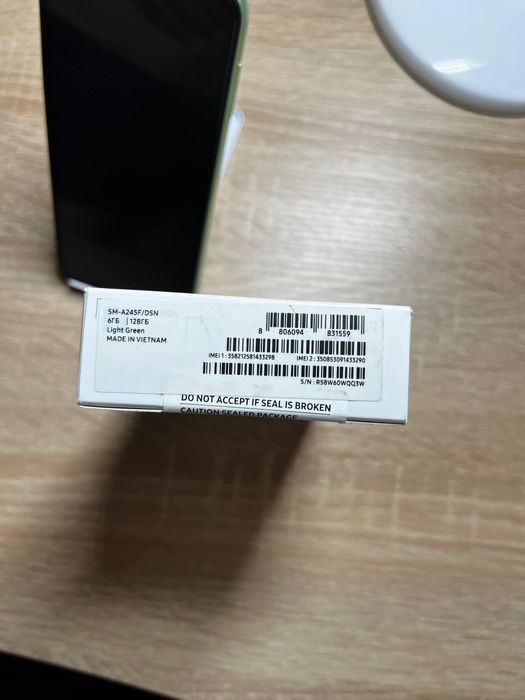 SM-A245F/DSN
6ГБ | 128ГБ
Light Green
MADE IN VIETNAM
8 806094 831559
IMEI 1 : 358212581433298 IMEI 2 : 350853091433290
S/N : R58W60WQQ3W
DO NOT ACCEPT IF SEAL IS BROKEN
CAUTION SEALED PACKAGE